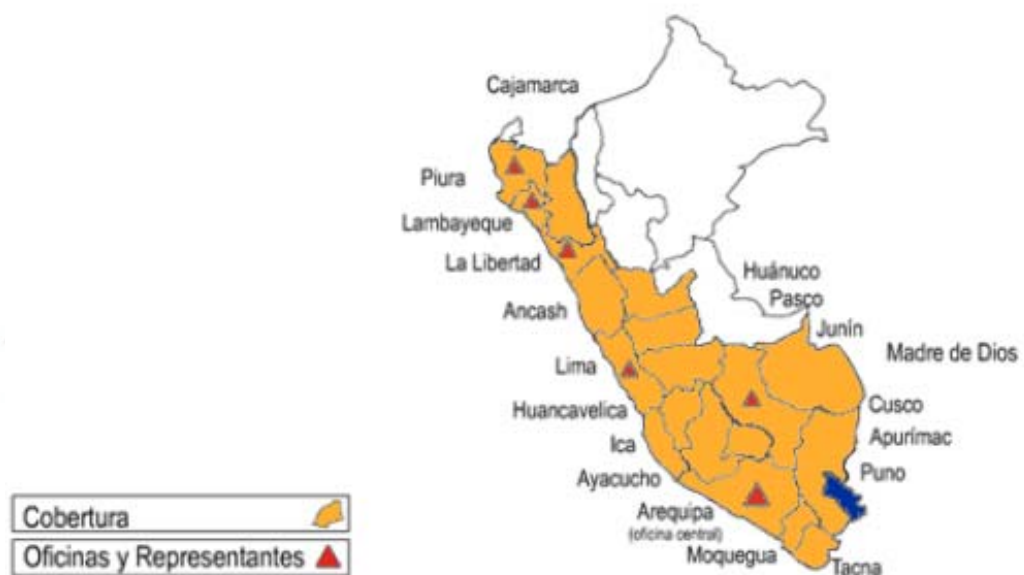 Cajamarca
Piura
Lambayeque
La Libertad
Huánuco
Pasco
Ancash
Junín
Madre de Dios
Lima
Cusco
Huancavelica
Apurímac
Ica
Puno
Ayacucho
Arequipa
(oficina central)
Moquegua
Tacna
Cobertura
Oficinas y Representantes